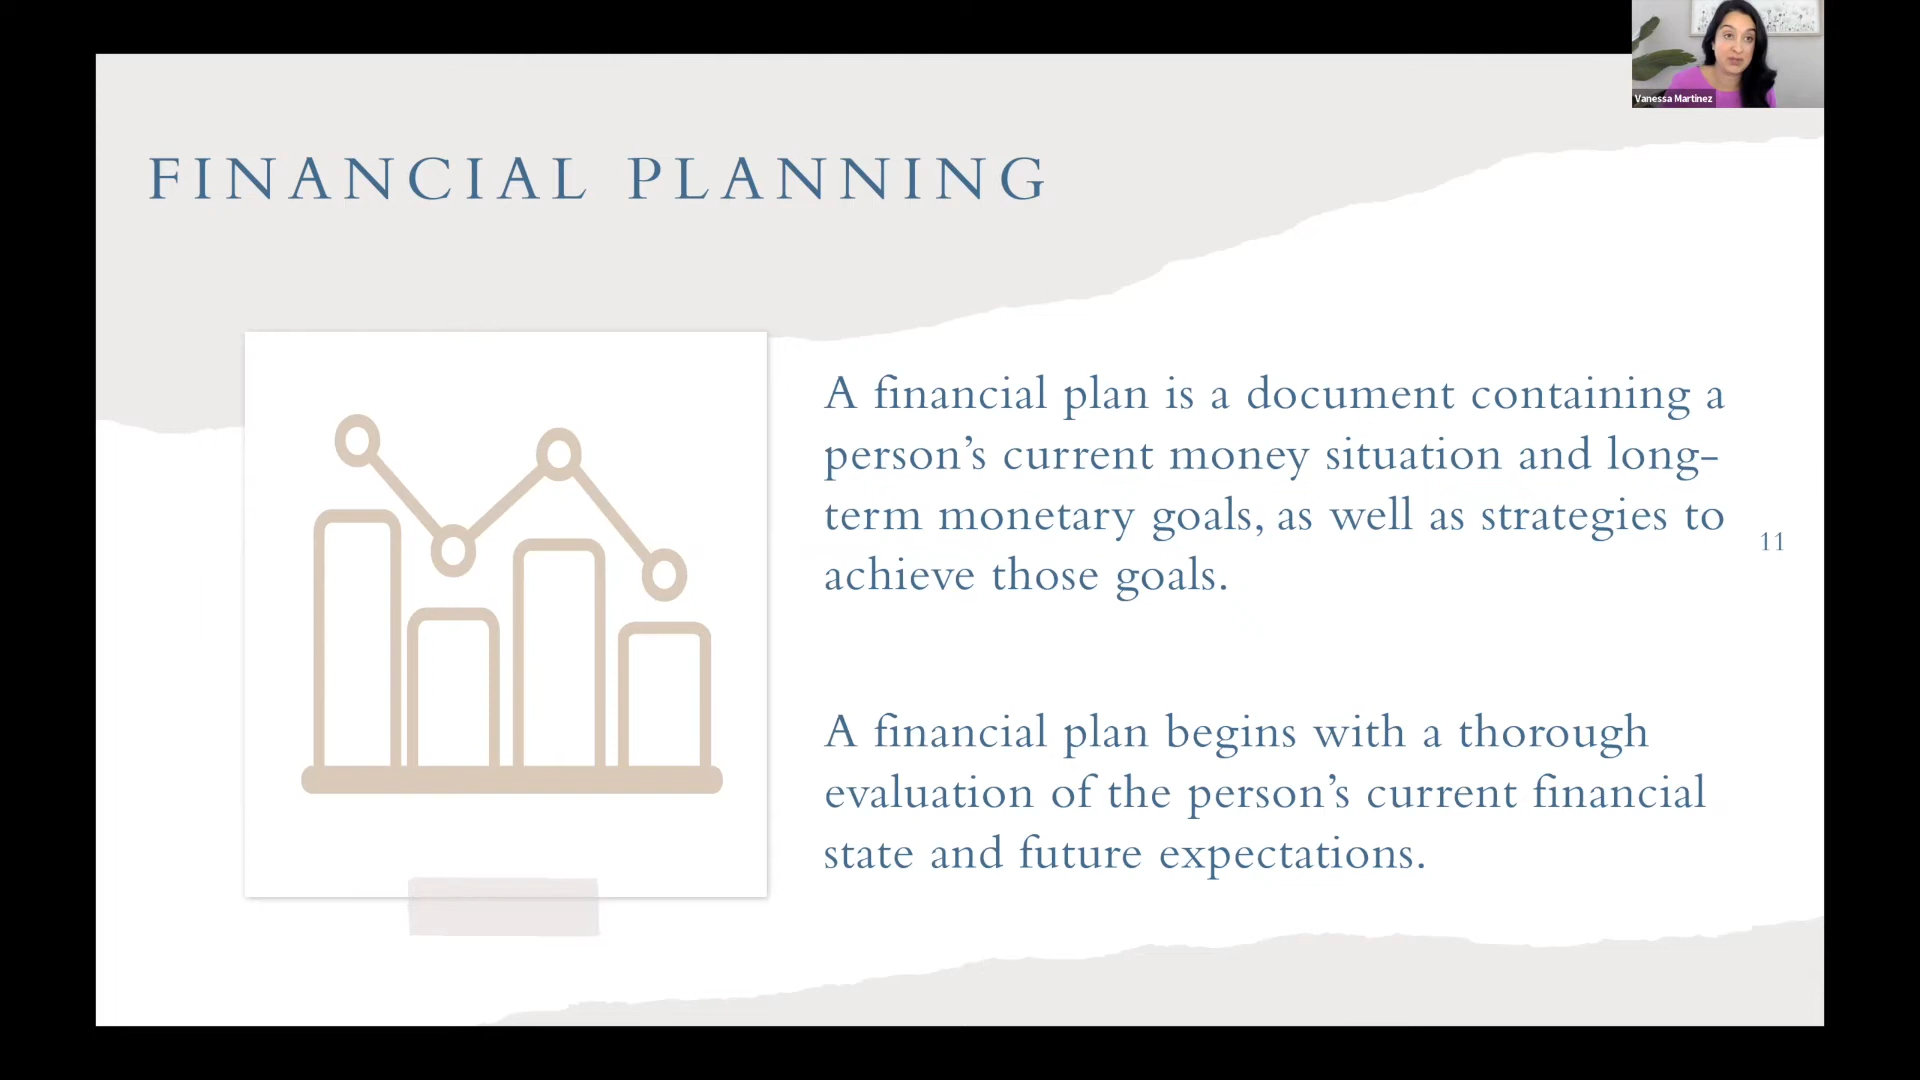 Vanessa Martinez
FINANCIAL PLANNING
A financial plan is a document containing a
person’s current money situation and long-
term monetary goals, as well as strategies to
achieve those goals.
11
A financial plan begins with a thorough
evaluation of the person’s current financial
state and future expectations.